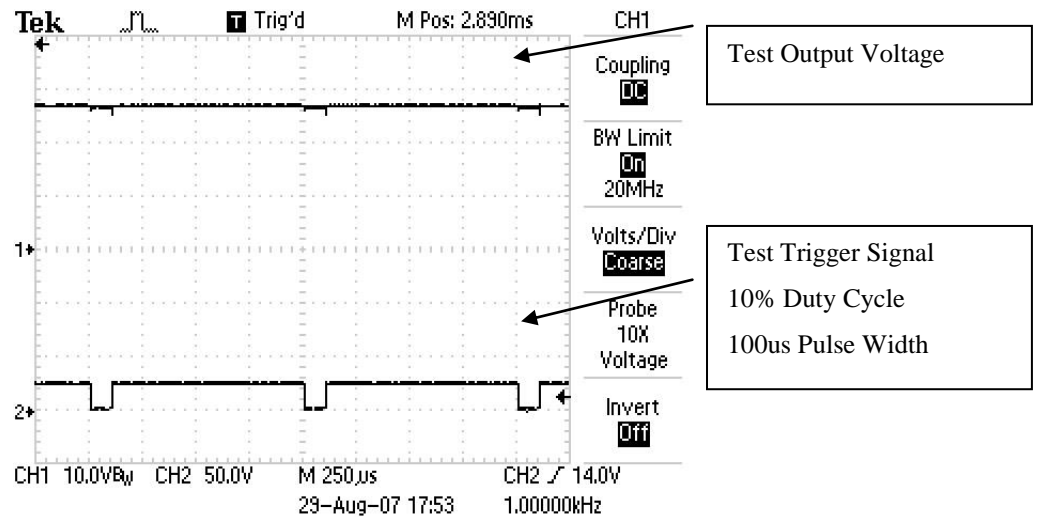 Tek Trig'd M Pos: 2.890ms CH1
Test Output Voltage
Coupling
DC
BW Limit
On
20MHz
Volts/Div
Coarse
1
Test Trigger Signal
10% Duty Cycle
100us Pulse Width
Probe
10X
Voltage
2
Invert
Off
CH1 10.0VBW CH2 50.0V M 250µs CH2 14.0V
29-Aug-07 17:53 1.00000kHz